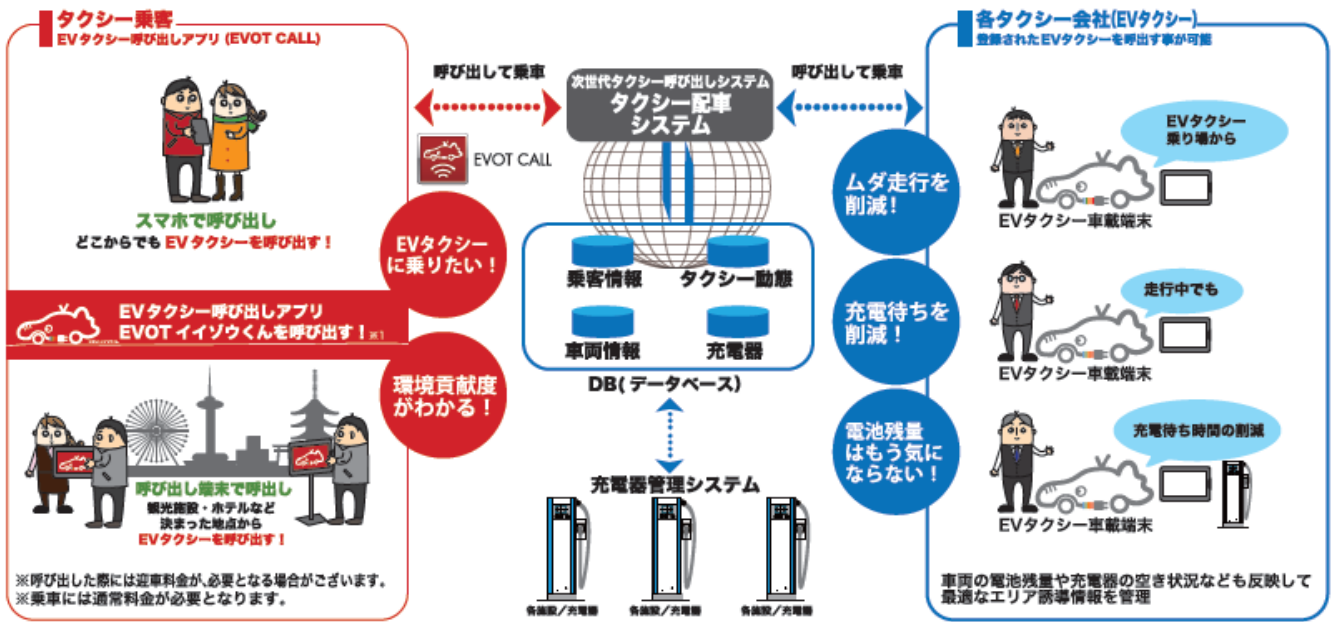 タクシー乗客
EVタクシー呼び出しアプリ (EVOT CALL)
スマホで呼び出し
どこからでも EVタクシーを呼び出す！
EVタクシー呼び出しアプリ
EVOT イイゾウくんを呼び出す！※1
呼び出し端末で呼出し
観光施設・ホテルなど
決まった地点から
EVタクシーを呼び出す！
※呼び出した際には迎車料金が、必要となる場合がございます。
※乗車には通常料金が必要となります。
EVタクシー
に乗りたい！
環境貢献度
がわかる！
呼び出して乗車
EVOT CALL
次世代タクシー呼び出しシステム
タクシー配車
システム
呼び出して乗車
乗客情報
タクシー動態
車両情報
充電器
DB(データベース)
充電器管理システム
各施設／充電器
各施設／充電器
各施設／充電器
ムダ走行を
削減！
充電待ちを
削減！
電池残量
はもう気に
ならない！
各タクシー会社(EVタクシー)
登録されたEVタクシーを呼出す事が可能
EVタクシー
乗り場から
EVタクシー車載端末
走行中でも
EVタクシー車載端末
充電待ち時間の削減
EVタクシー車載端末
車両の電池残量や充電器の空き状況なども反映して
最適なエリア誘導情報を管理